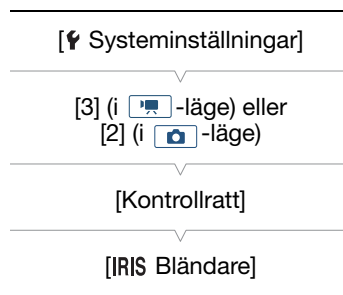 [Systeminställningar]
[3] (i -läge) eller
[2] (i -läge)
[Kontrollratt]
[IRIS Bländare]